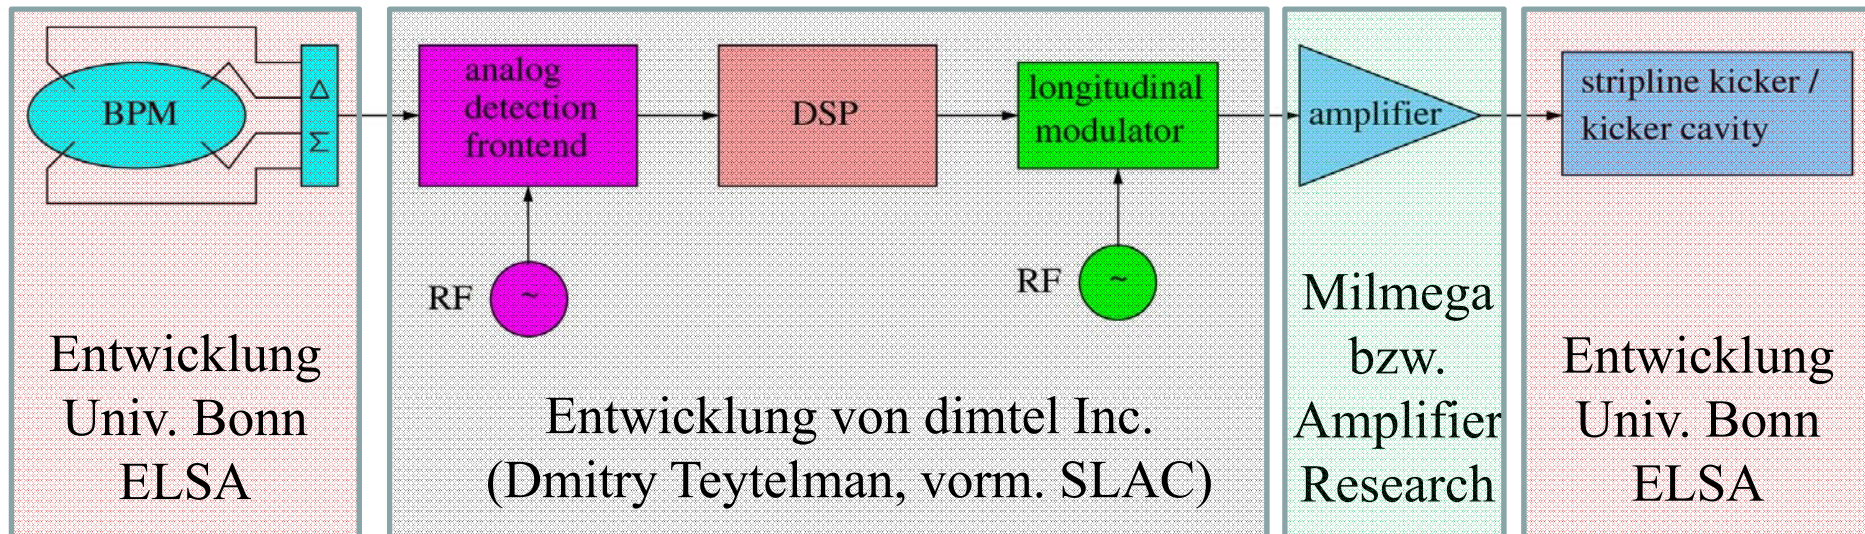 BPM
Δ
Σ
Entwicklung
Univ. Bonn
ELSA
analog
detection
frontend
RF
~
DSP
longitudinal
modulator
RF
~
Entwicklung von dimtel Inc.
(Dmitry Teytelman, vorm. SLAC)
amplifier
Milmega
bzw.
Amplifier
Research
stripline kicker /
kicker cavity
Entwicklung
Univ. Bonn
ELSA